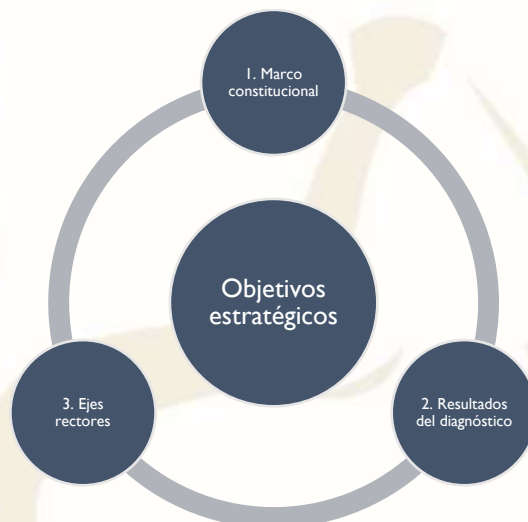 1. Marco
constitucional
Objetivos
estratégicos
3. Ejes
rectores
2. Resultados
del diagnóstico